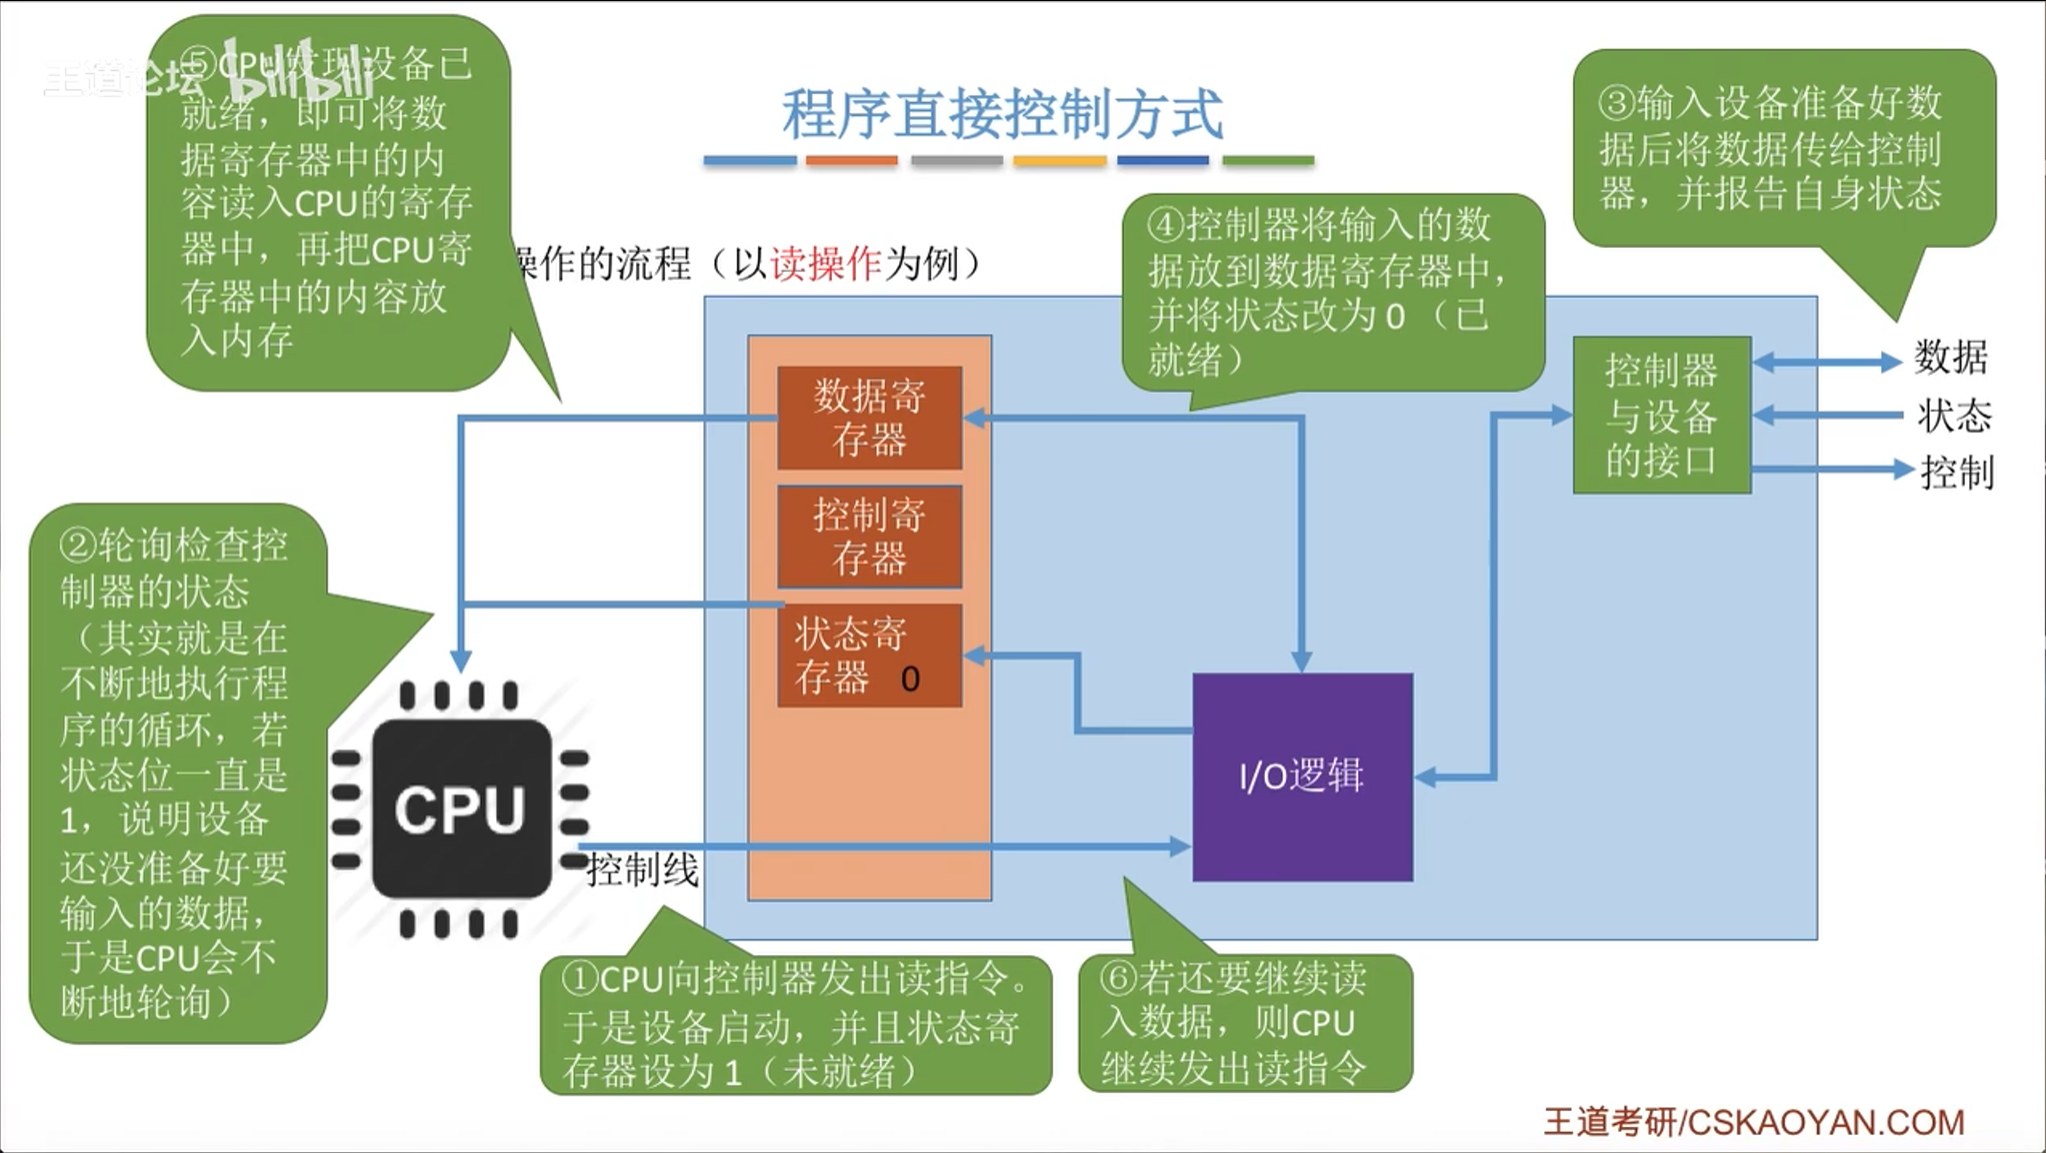 王道论坛 bilibili
程序直接控制方式
操作的流程（以读操作为例）
⑤CPU发现设备已
就绪，即可将数
据寄存器中的内
容读入CPU的寄存
器中，再把CPU寄
存器中的内容放
入内存
③输入设备准备好数
据后将数据传给控制
器，并报告自身状态
④控制器将输入的数
据放到数据寄存器中，
并将状态改为 0 （已
就绪）
数据寄
存器
控制寄
存器
状态寄
存器 0
控制器
与设备
的接口
数据
状态
控制
②轮询检查控
制器的状态
（其实就是在
不断地执行程
序的循环，若
状态位一直是
1，说明设备
还没准备好要
输入的数据，
于是CPU会不
断地轮询）
CPU
I/O逻辑
控制线
①CPU向控制器发出读指令。
于是设备启动，并且状态寄
存器设为 1（未就绪）
⑥若还要继续读
入数据，则CPU
继续发出读指令
王道考研/CSKAOYAN.COM